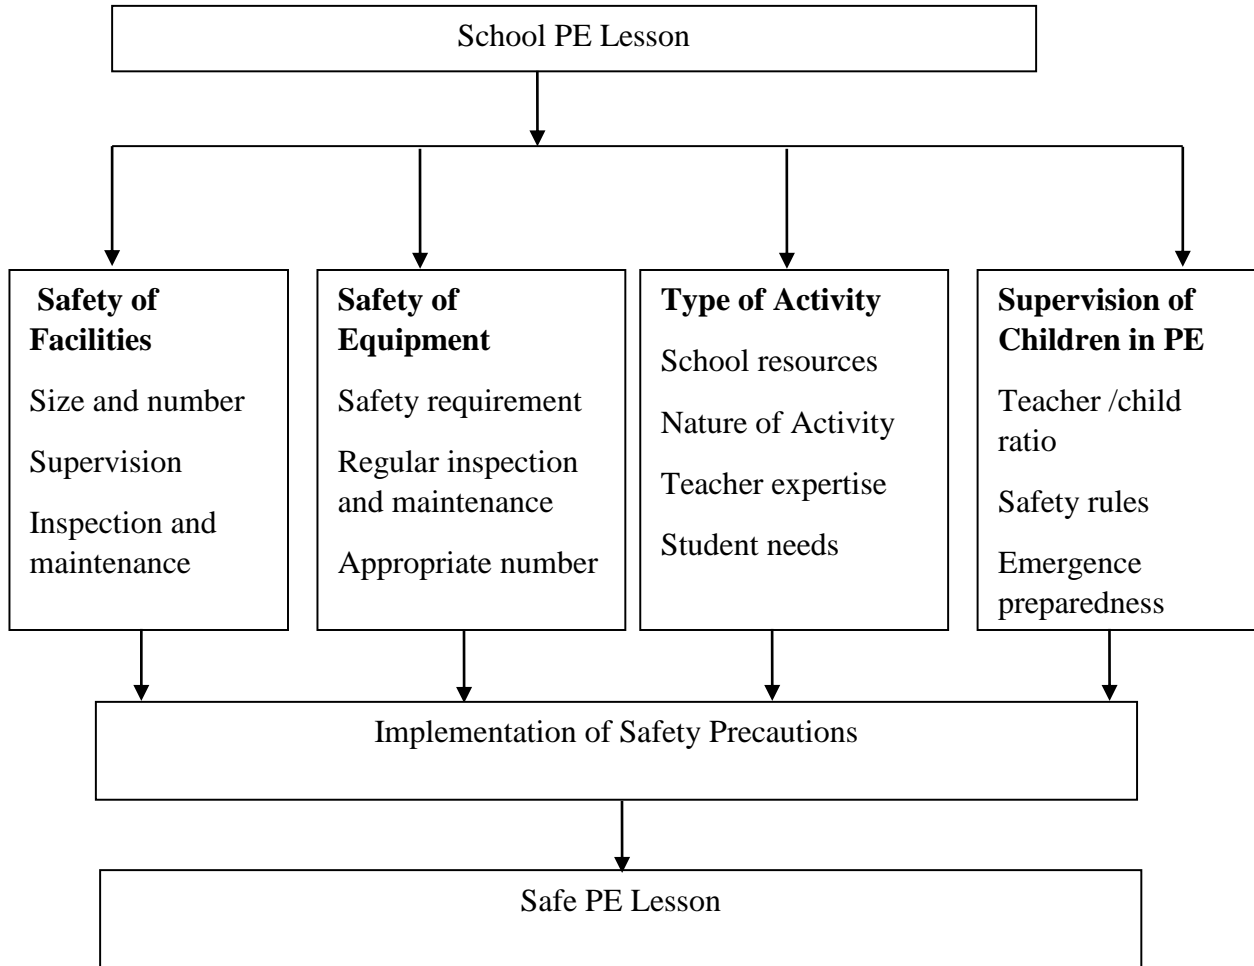 School PE Lesson
Safety of
Facilities
Size and number
Supervision
Inspection and
maintenance
Safety of
Equipment
Safety requirement
Regular inspection
and maintenance
Appropriate number
Type of Activity
School resources
Nature of Activity
Teacher expertise
Student needs
Supervision of
Children in PE
Teacher /child
ratio
Safety rules
Emergence
preparedness
Implementation of Safety Precautions
Safe PE Lesson